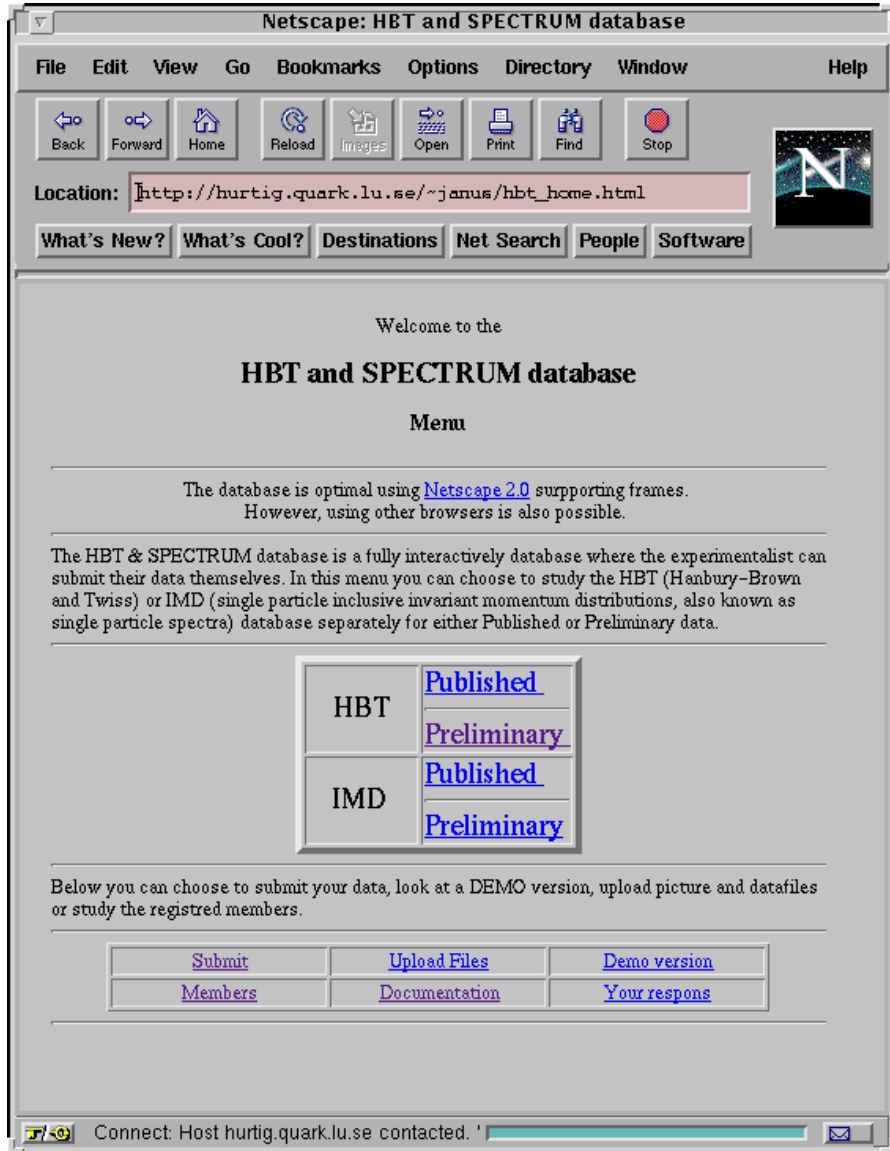 Netscape: HBT and SPECTRUM database
File Edit View Go Bookmarks Options Directory Window Help
Back Forward Home Reload Images Open Print Find Stop
N
Location: http://hurtig.quark.lu.se/~janus/hbt_home.html
What's New? What's Cool? Destinations Net Search People Software
Welcome to the
HBT and SPECTRUM database
Menu
The database is optimal using Netscape 2.0 surpporting frames.
However, using other browsers is also possible.
The HBT & SPECTRUM database is a fully interactively database where the experimentalist can
submit their data themselves. In this menu you can choose to study the HBT (Hanbury-Brown
and Twiss) or IMD (single particle inclusive invariant momentum distributions, also known as
single particle spectra) database separately for either Published or Preliminary data.
HBT
Published
Preliminary
IMD
Published
Preliminary
Below you can choose to submit your data, look at a DEMO version, upload picture and datafiles
or study the registred members.
Submit Upload Files Demo version
Members Documentation Your respons
Connect: Host hurtig.quark.lu.se contacted. '